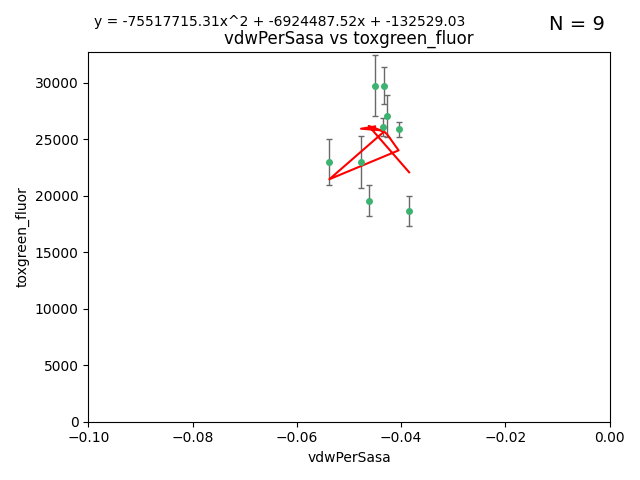 y = -75517715.31x^2 + -6924487.52x + -132529.03
N = 9
vdwPerSasa vs toxgreen_fluor
30000
25000
20000
15000
10000
5000
0
toxgreen_fluor
−0.10 −0.08 −0.06 −0.04 −0.02 0.00
vdwPerSasa